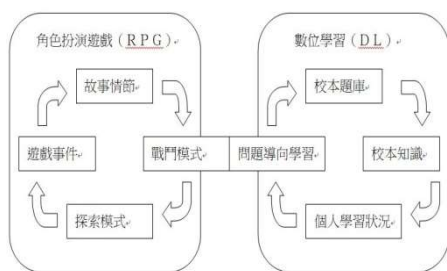 角色扮演遊戲(RPG)
故事情節
遊戲事件
戰鬥模式
探索模式
數位學習(DL)
校本題庫
問題導向學習
校本知識
個人學習狀況